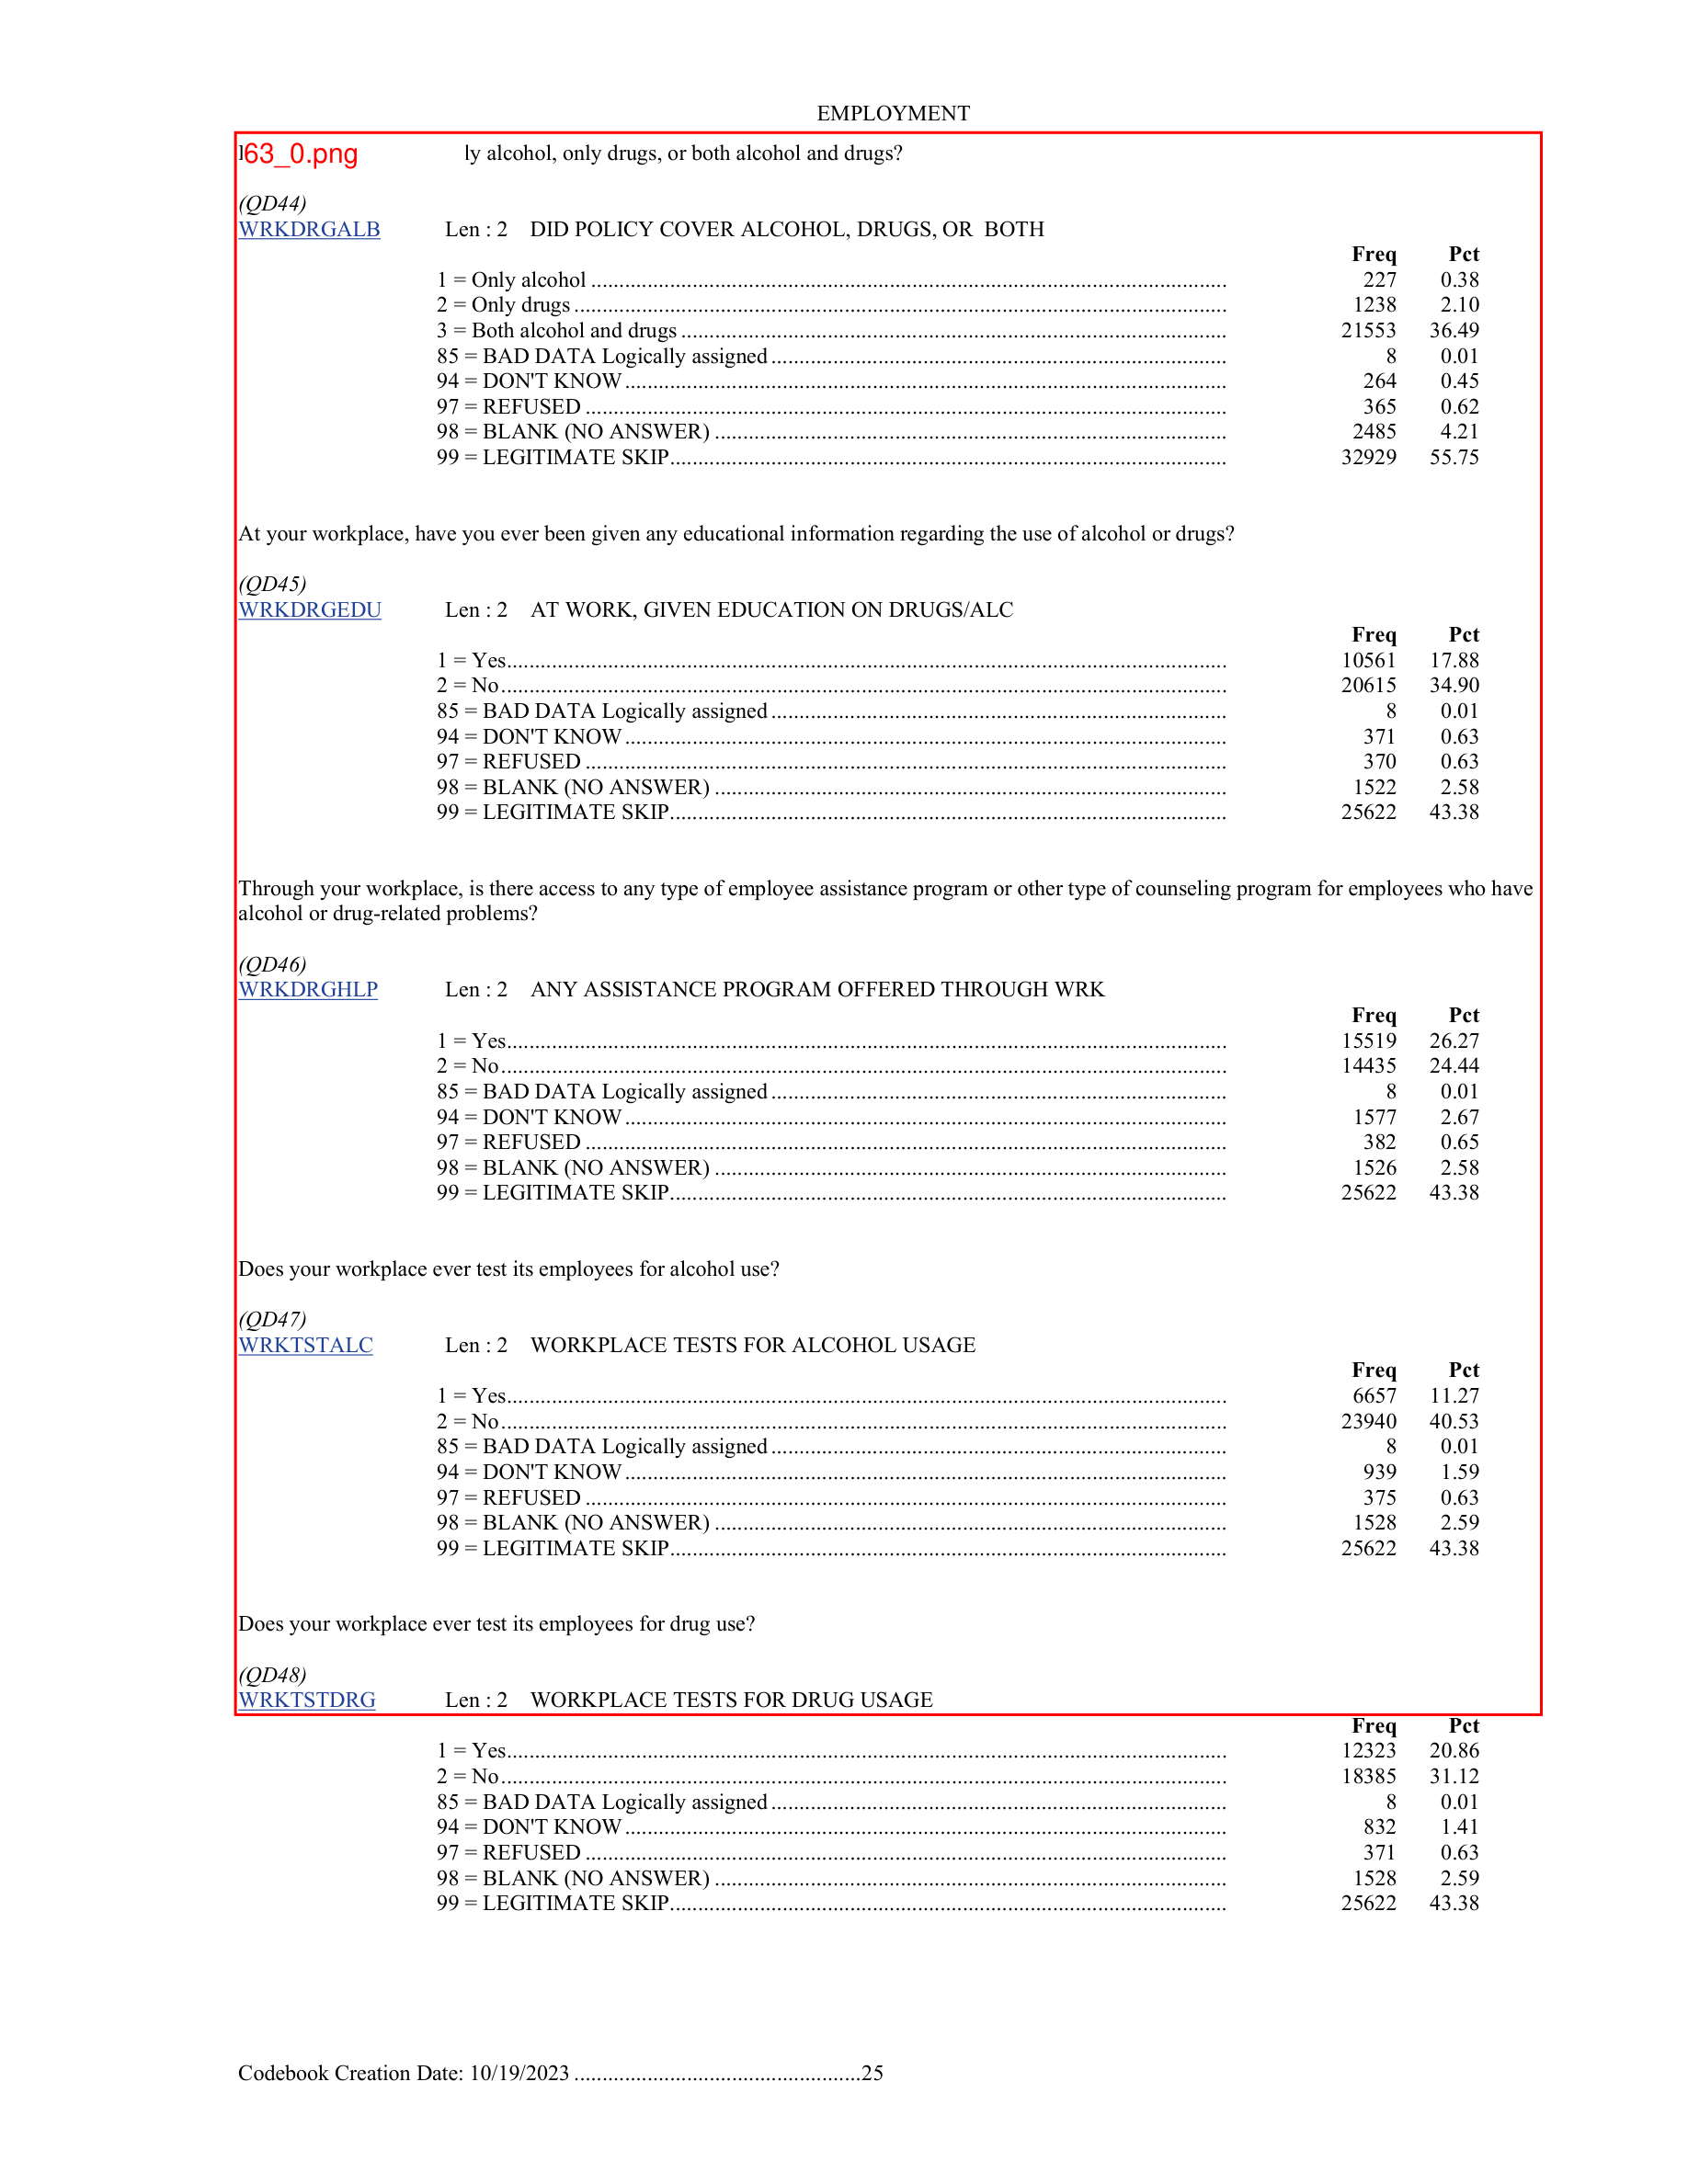 EMPLOYMENT
63_0.png ly alcohol, only drugs, or both alcohol and drugs?
(QD44)
WRKDRGALB Len : 2 DID POLICY COVER ALCOHOL, DRUGS, OR BOTH
Freq Pct
1 = Only alcohol ................ 227 0.38
2 = Only drugs ................ 1238 2.10
3 = Both alcohol and drugs ................ 21553 36.49
85 = BAD DATA Logically assigned ................ 8 0.01
94 = DON'T KNOW ................ 264 0.45
97 = REFUSED ................ 365 0.62
98 = BLANK (NO ANSWER) ................ 2485 4.21
99 = LEGITIMATE SKIP ................ 32929 55.75
At your workplace, have you ever been given any educational information regarding the use of alcohol or drugs?
(QD45)
WRKDRGEDU Len : 2 AT WORK, GIVEN EDUCATION ON DRUGS/ALC
Freq Pct
1 = Yes ................ 10561 17.88
2 = No ................ 20615 34.90
85 = BAD DATA Logically assigned ................ 8 0.01
94 = DON'T KNOW ................ 371 0.63
97 = REFUSED ................ 370 0.63
98 = BLANK (NO ANSWER) ................ 1522 2.58
99 = LEGITIMATE SKIP ................ 25622 43.38
Through your workplace, is there access to any type of employee assistance program or other type of counseling program for employees who have
alcohol or drug-related problems?
(QD46)
WRKDRGHLP Len : 2 ANY ASSISTANCE PROGRAM OFFERED THROUGH WRK
Freq Pct
1 = Yes ................ 15519 26.27
2 = No ................ 14435 24.44
85 = BAD DATA Logically assigned ................ 8 0.01
94 = DON'T KNOW ................ 1577 2.67
97 = REFUSED ................ 382 0.65
98 = BLANK (NO ANSWER) ................ 1526 2.58
99 = LEGITIMATE SKIP ................ 25622 43.38
Does your workplace ever test its employees for alcohol use?
(QD47)
WRKTSTALC Len : 2 WORKPLACE TESTS FOR ALCOHOL USAGE
Freq Pct
1 = Yes ................ 6657 11.27
2 = No ................ 23940 40.53
85 = BAD DATA Logically assigned ................ 8 0.01
94 = DON'T KNOW ................ 939 1.59
97 = REFUSED ................ 375 0.63
98 = BLANK (NO ANSWER) ................ 1528 2.59
99 = LEGITIMATE SKIP ................ 25622 43.38
Does your workplace ever test its employees for drug use?
(QD48)
WRKTSTDRG Len : 2 WORKPLACE TESTS FOR DRUG USAGE
Freq Pct
1 = Yes ................ 12323 20.86
2 = No ................ 18385 31.12
85 = BAD DATA Logically assigned ................ 8 0.01
94 = DON'T KNOW ................ 832 1.41
97 = REFUSED ................ 371 0.63
98 = BLANK (NO ANSWER) ................ 1528 2.59
99 = LEGITIMATE SKIP ................ 25622 43.38
Codebook Creation Date: 10/19/2023 ................25